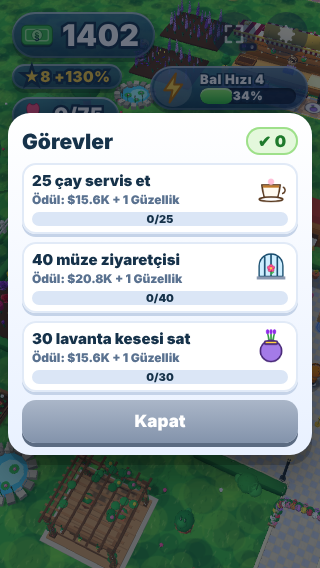 1402
★8 +130%
Bal Hızı 4
34%
0/75
Görevler
✔ 0
25 çay servis et
Ödül: $15.6K + 1 Güzellik
0/25
40 müze ziyaretçisi
Ödül: $20.8K + 1 Güzellik
0/40
30 lavanta kesesi sat
Ödül: $15.6K + 1 Güzellik
0/30
Kapat